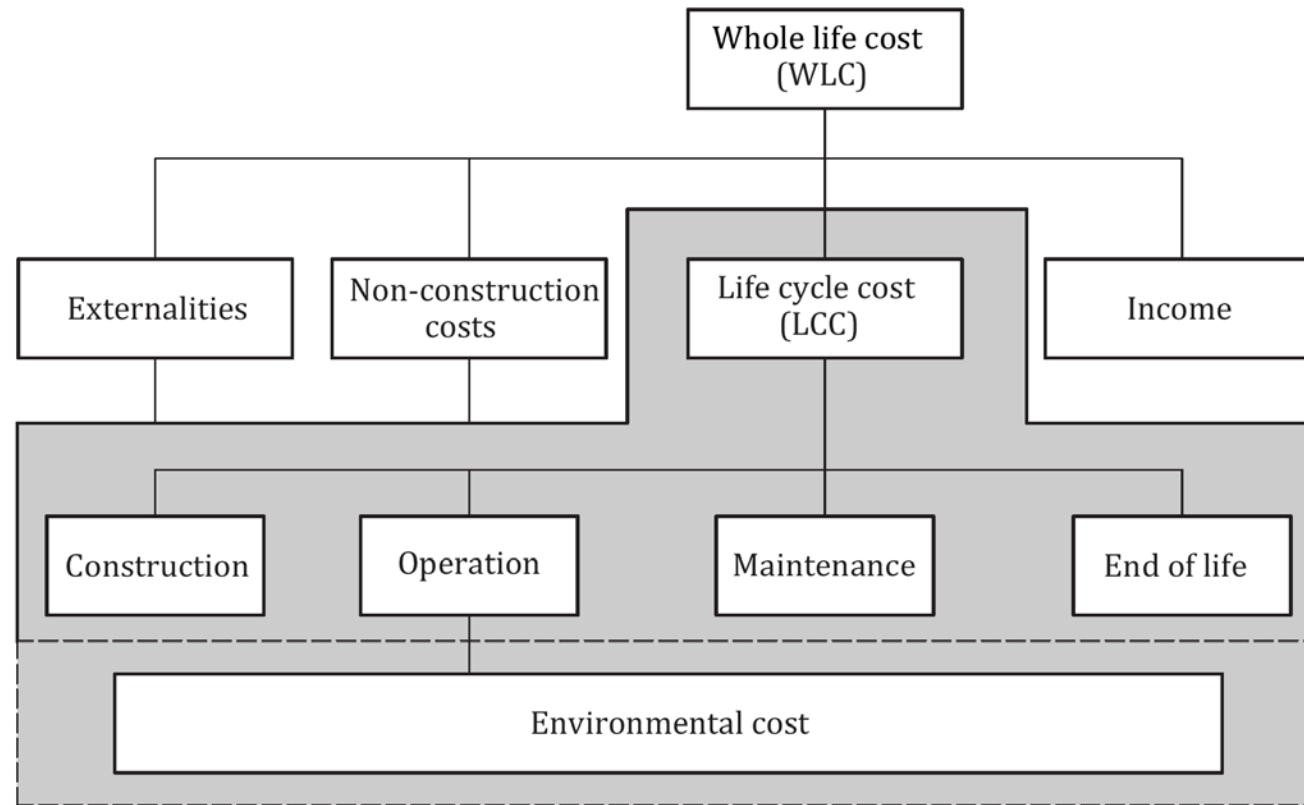 Whole life cost
(WLC)
Externalities
Non-construction
costs
Life cycle cost
(LCC)
Income
Construction
Operation
Maintenance
End of life
Environmental cost